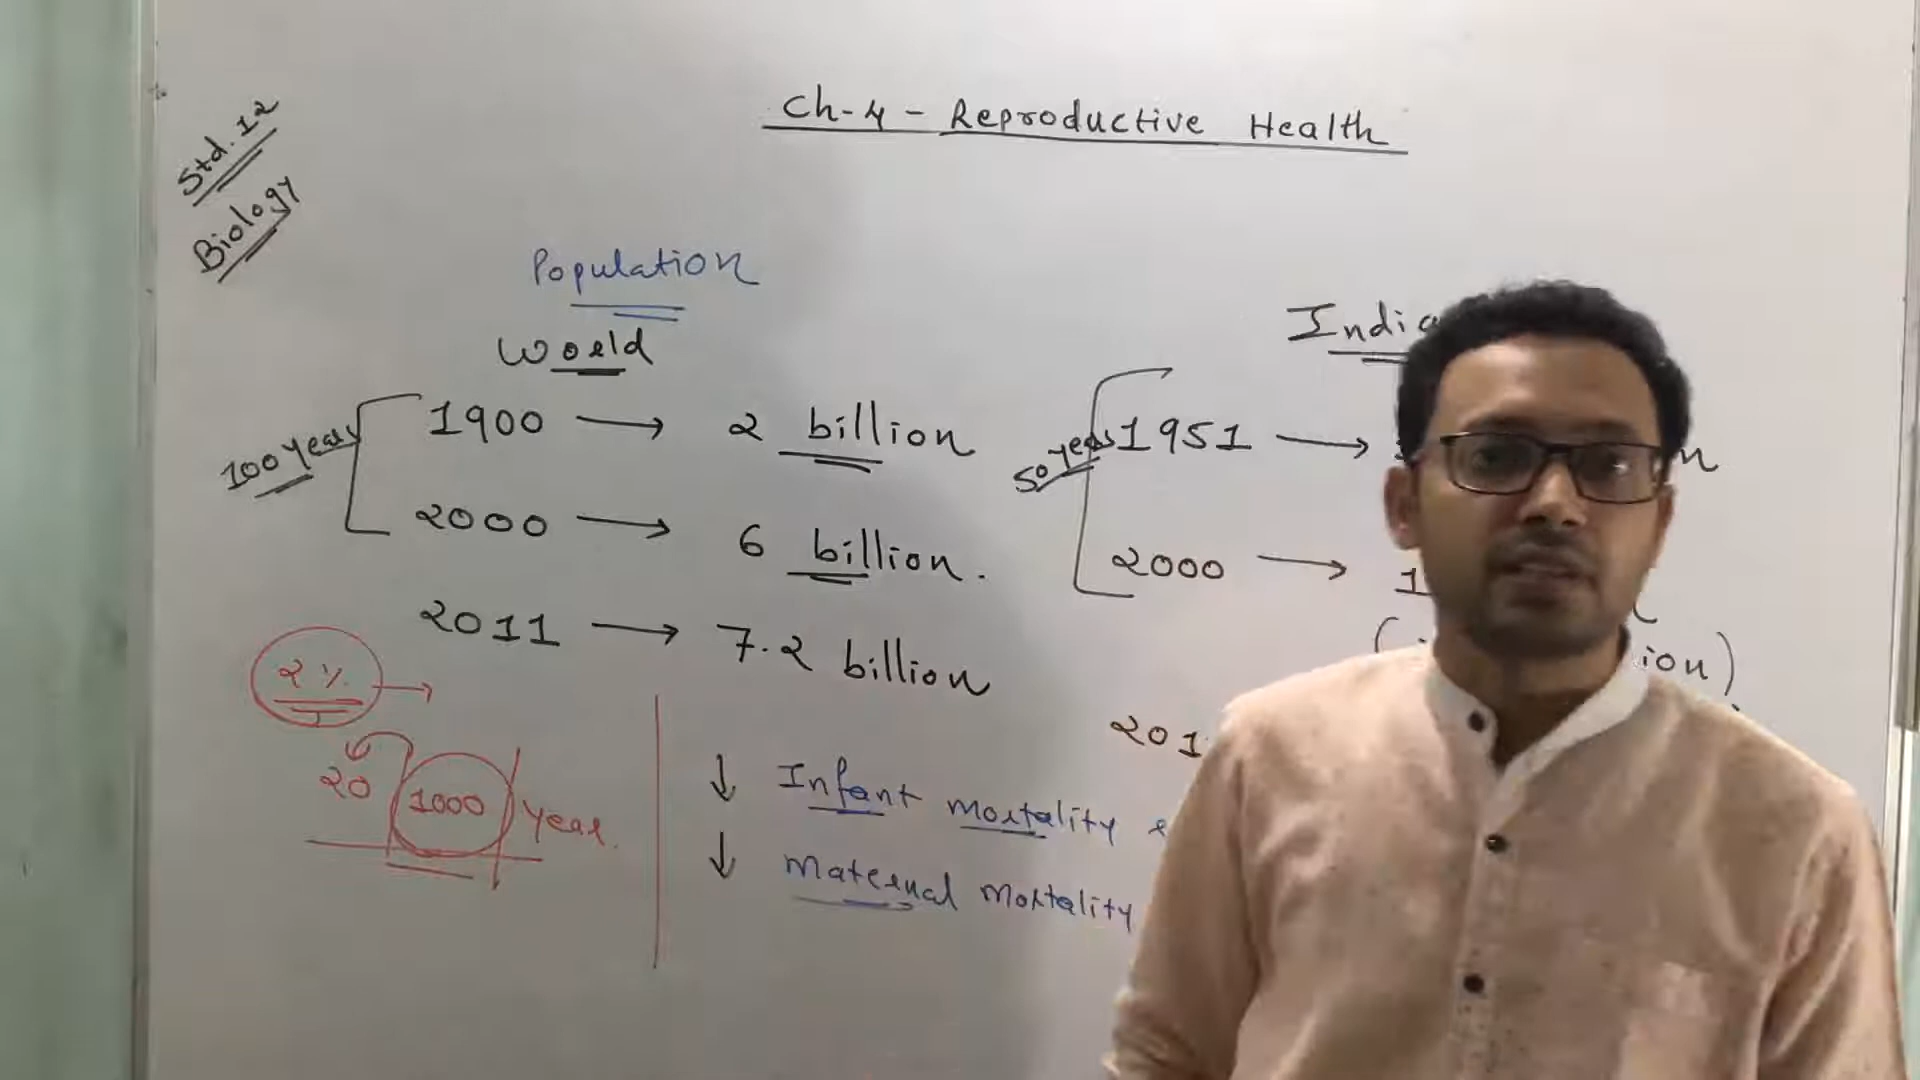 Ch-4 - Reproductive Health
Std. 12
Biology
Population
World
100 years
1900 → 2 billion
2000 → 6 billion.
2011 → 7.2 billion
India
50 years
1951 →
2000 → 1
201
2% →
20 1000 year.
↓ Infant mortality &
↓ Maternal Mortality